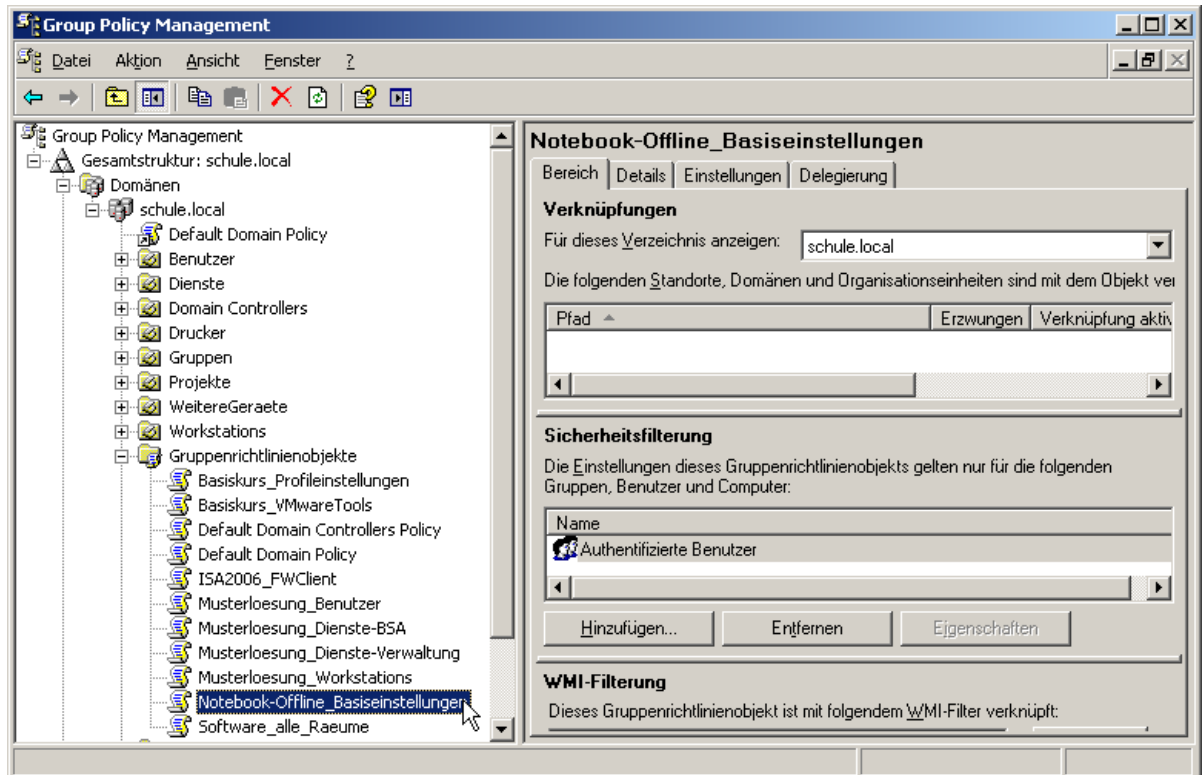 Group Policy Management
Datei Aktion Ansicht Fenster ?
Group Policy Management
Gesamtstruktur: schule.local
Domänen
schule.local
Default Domain Policy
Benutzer
Dienste
Domain Controllers
Drucker
Gruppen
Projekte
WeitereGeraete
Workstations
Gruppenrichtlinienobjekte
Basiskurs_Profileinstellungen
Basiskurs_VMwareTools
Default Domain Controllers Policy
Default Domain Policy
ISA2006_FWClient
Musterloesung_Benutzer
Musterloesung_Dienste-BSA
Musterloesung_Dienste-Verwaltung
Musterloesung_Workstations
Notebook-Offline_Basiseinstellungen
Software_alle_Raeume
Notebook-Offline_Basiseinstellungen
Bereich Details Einstellungen Delegierung
Verknüpfungen
Für dieses Verzeichnis anzeigen: schule.local
Die folgenden Standorte, Domänen und Organisationseinheiten sind mit dem Objekt ver
Pfad Erzwungen Verknüpfung aktiv
Sicherheitsfilterung
Die Einstellungen dieses Gruppenrichtlinienobjekts gelten nur für die folgenden
Gruppen, Benutzer und Computer:
Name
Authentifizierte Benutzer
Hinzufügen... Entfernen Eigenschaften
WMI-Filterung
Dieses Gruppenrichtlinienobjekt ist mit folgendem WMI-Filter verknüpft: